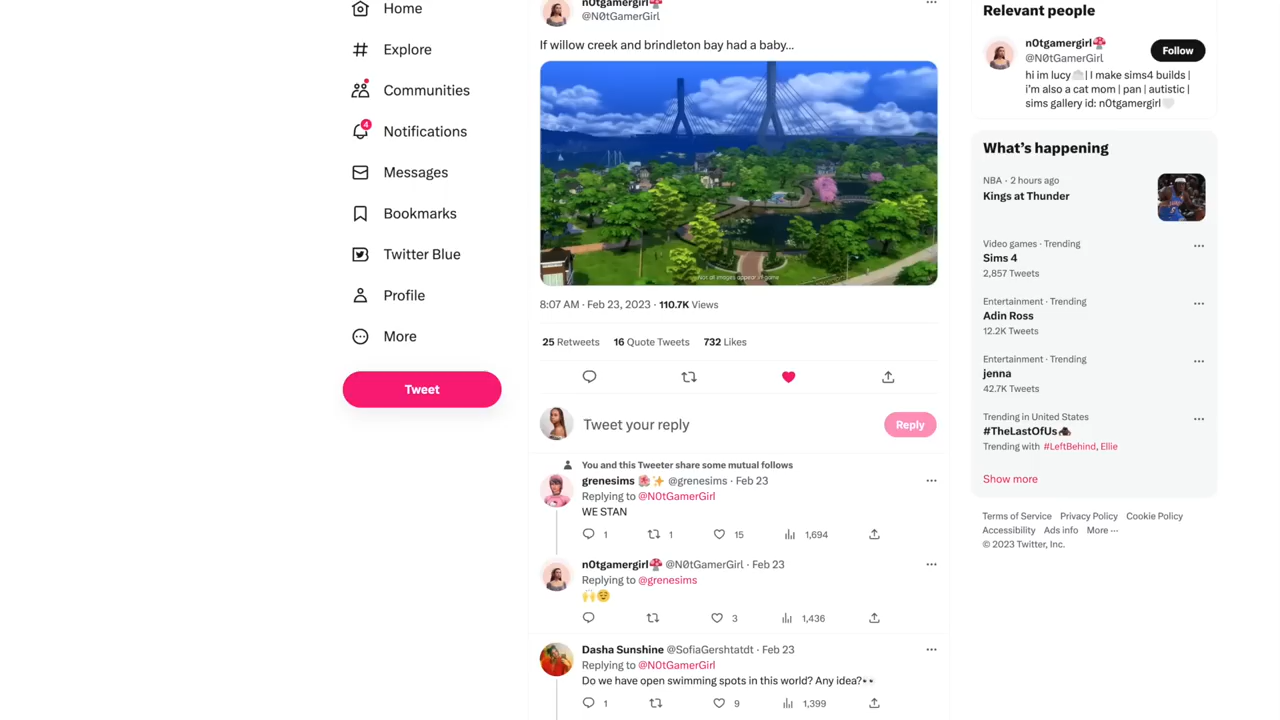 Home
Explore
Communities
4
Notifications
Messages
Bookmarks
Twitter Blue
Profile
More
Tweet
n0tgamergirl🍄
@N0tGamerGirl
If willow creek and brindleton bay had a baby...
Not all images appear in game
8:07 AM · Feb 23, 2023 · 110.7K Views
25 Retweets 16 Quote Tweets 732 Likes
Tweet your reply
Reply
You and this Tweeter share some mutual follows
grenesims 🌺✨ @grenesims · Feb 23
Replying to @N0tGamerGirl
WE STAN
1 1 15 1,694
n0tgamergirl🍄 @N0tGamerGirl · Feb 23
Replying to @grenesims
🙌😌
3 1,436
Dasha Sunshine @SofiaGershtatdt · Feb 23
Replying to @N0tGamerGirl
Do we have open swimming spots in this world? Any idea?👀
1 9 1,399
Relevant people
n0tgamergirl🍄
@N0tGamerGirl
Follow
hi im lucy | I make sims4 builds |
i'm also a cat mom | pan | autistic |
sims gallery id: n0tgamergirl🤍
What's happening
NBA · 2 hours ago
Kings at Thunder
Video games · Trending
Sims 4
2,857 Tweets
Entertainment · Trending
Adin Ross
12.2K Tweets
Entertainment · Trending
jenna
42.7K Tweets
Trending in United States
#TheLastOfUs
Trending with #LeftBehind, Ellie
Show more
Terms of Service Privacy Policy Cookie Policy
Accessibility Ads info More ···
© 2023 Twitter, Inc.